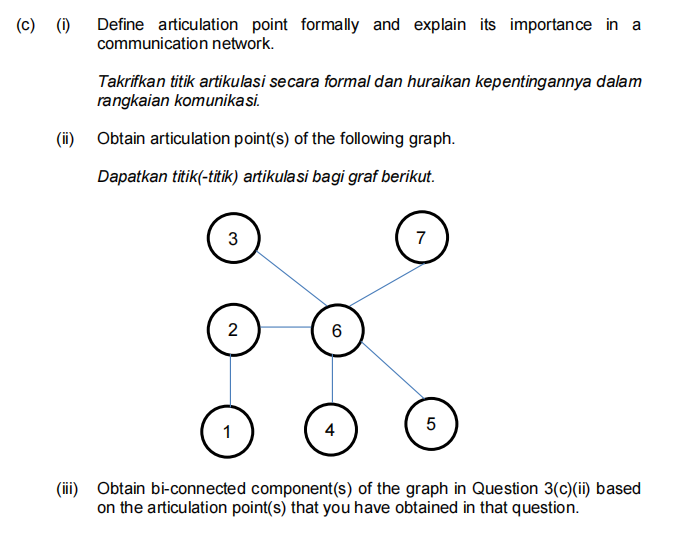 (c) (i) Define articulation point formally and explain its importance in a
communication network.
Takrifkan titik artikulasi secara formal dan huraikan kepentingannya dalam
rangkaian komunikasi.
(ii) Obtain articulation point(s) of the following graph.
Dapatkan titik(-titik) artikulasi bagi graf berikut.
3 7
2 6
1 4 5
(iii) Obtain bi-connected component(s) of the graph in Question 3(c)(ii) based
on the articulation point(s) that you have obtained in that question.